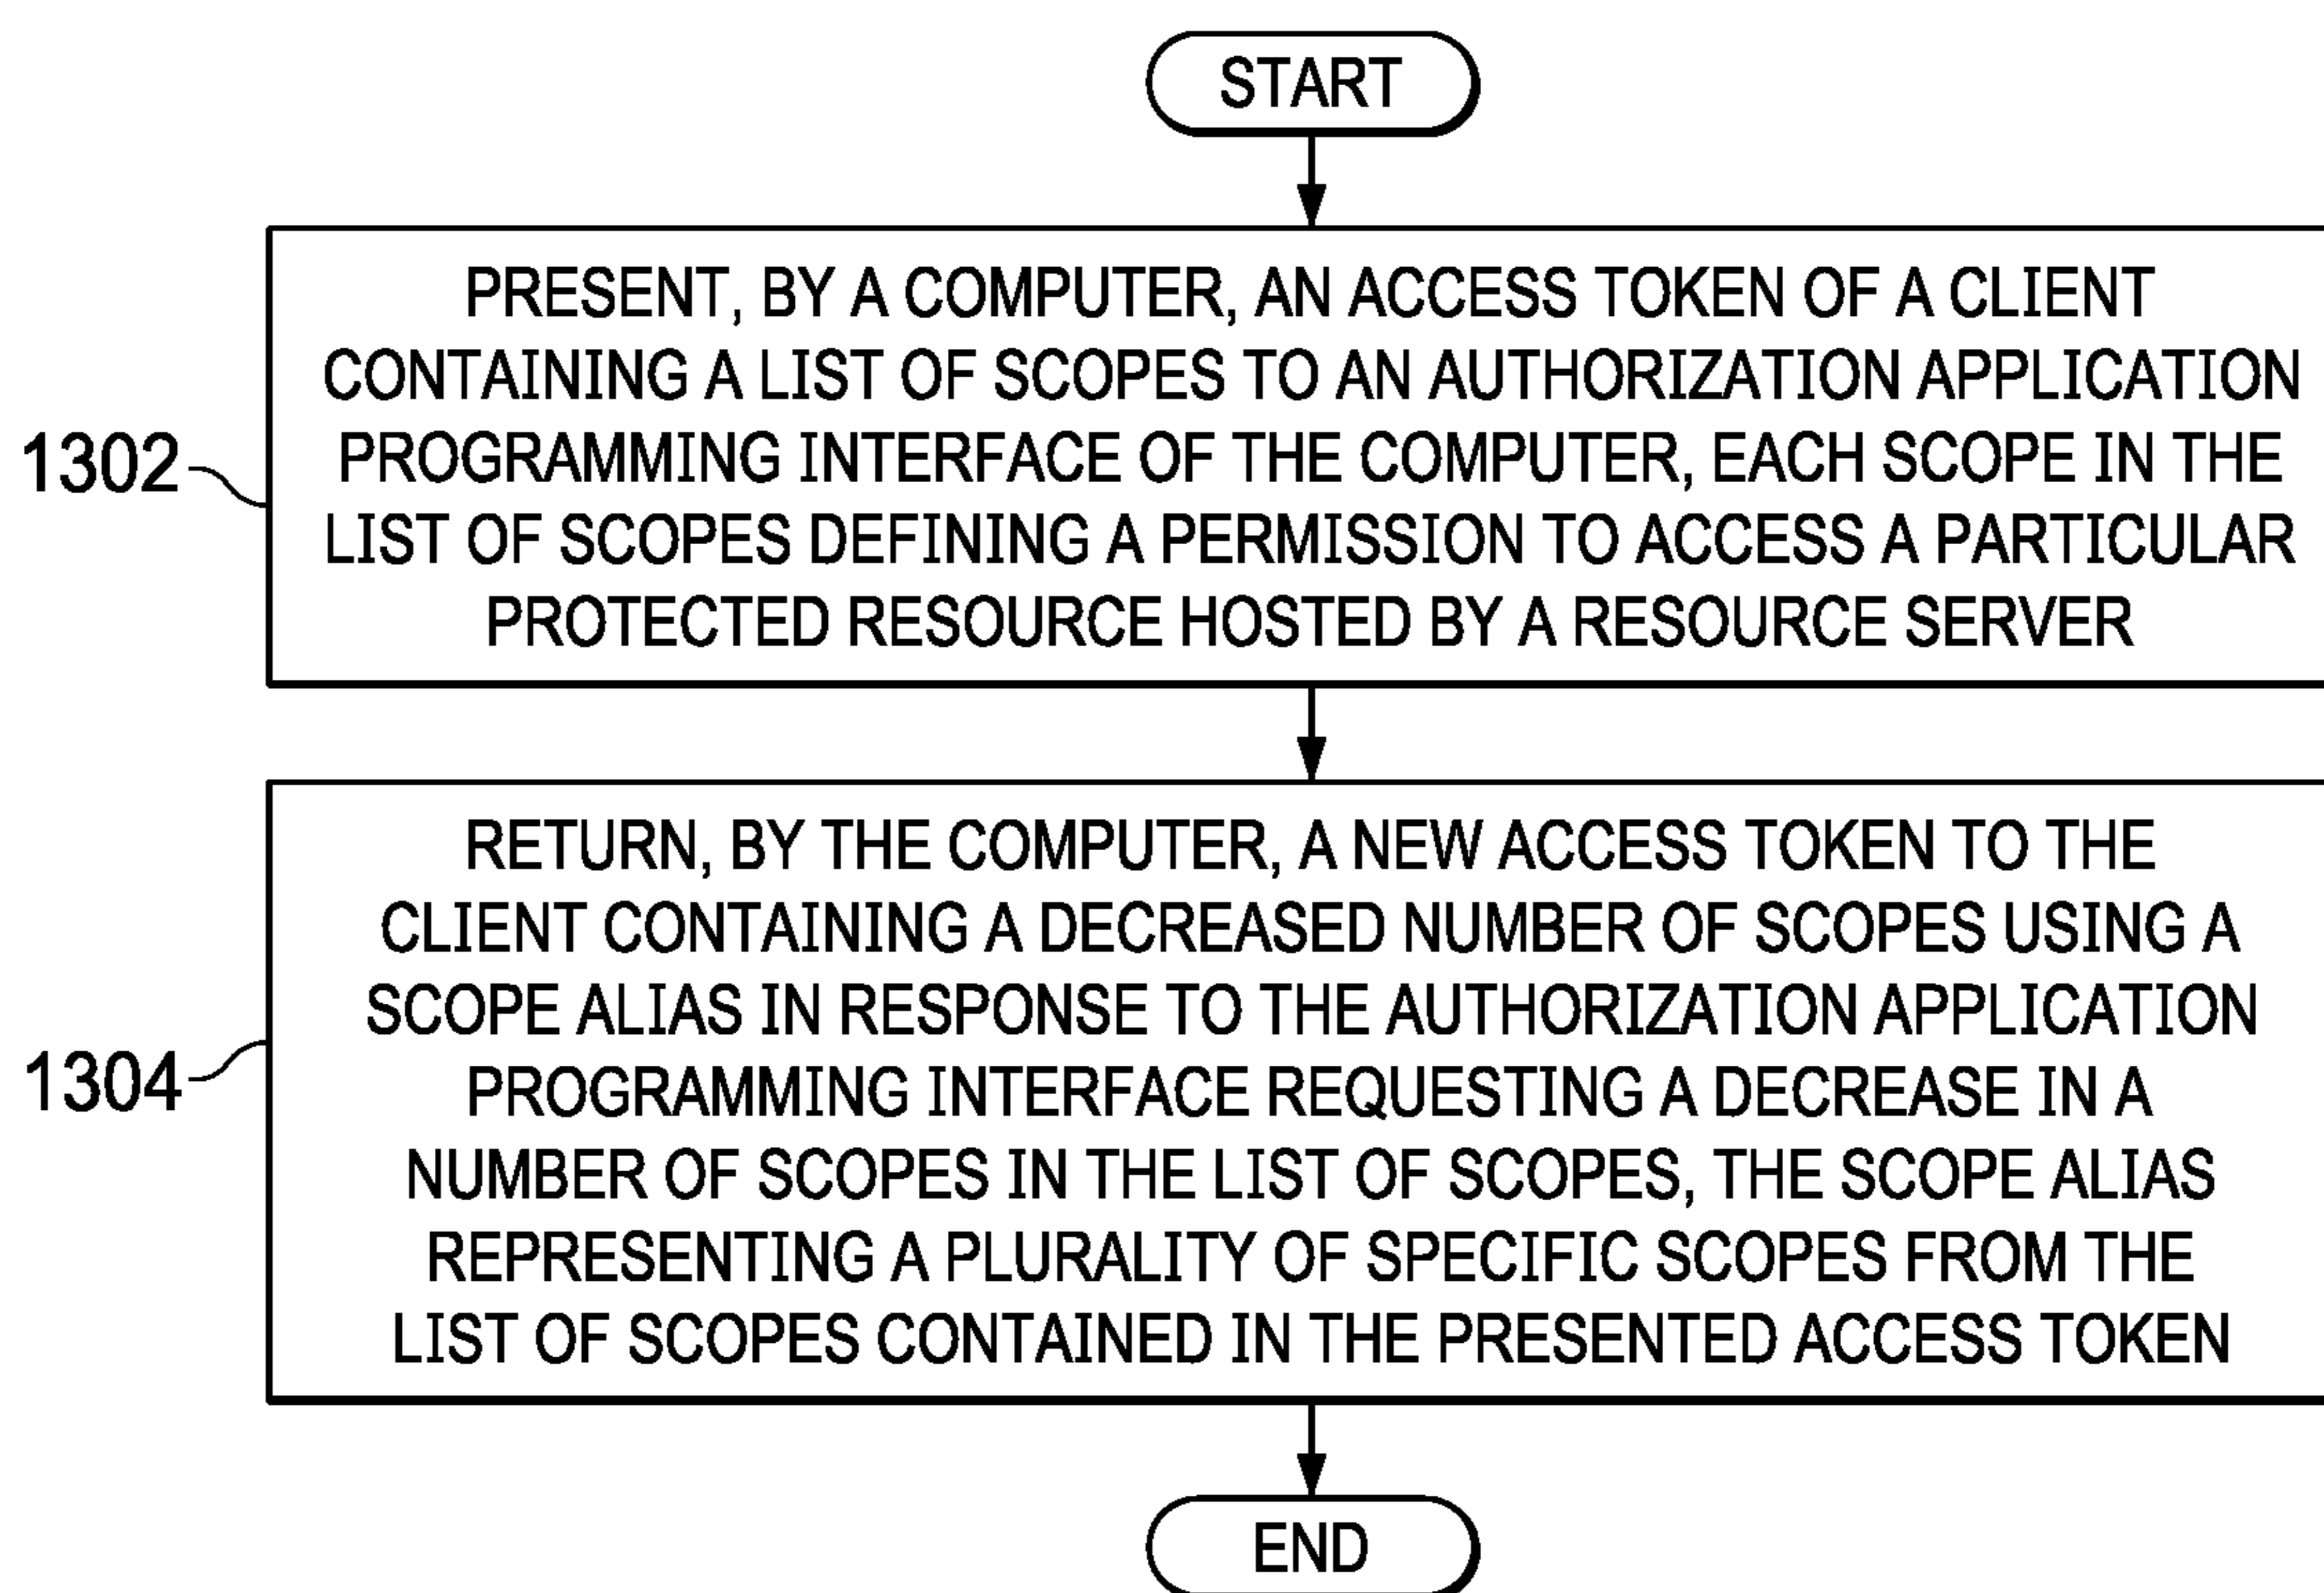 START
PRESENT, BY A COMPUTER, AN ACCESS TOKEN OF A CLIENT
CONTAINING A LIST OF SCOPES TO AN AUTHORIZATION APPLICATION
PROGRAMMING INTERFACE OF THE COMPUTER, EACH SCOPE IN THE
LIST OF SCOPES DEFINING A PERMISSION TO ACCESS A PARTICULAR
PROTECTED RESOURCE HOSTED BY A RESOURCE SERVER
1302
RETURN, BY THE COMPUTER, A NEW ACCESS TOKEN TO THE
CLIENT CONTAINING A DECREASED NUMBER OF SCOPES USING A
SCOPE ALIAS IN RESPONSE TO THE AUTHORIZATION APPLICATION
PROGRAMMING INTERFACE REQUESTING A DECREASE IN A
NUMBER OF SCOPES IN THE LIST OF SCOPES, THE SCOPE ALIAS
REPRESENTING A PLURALITY OF SPECIFIC SCOPES FROM THE
LIST OF SCOPES CONTAINED IN THE PRESENTED ACCESS TOKEN
1304
END